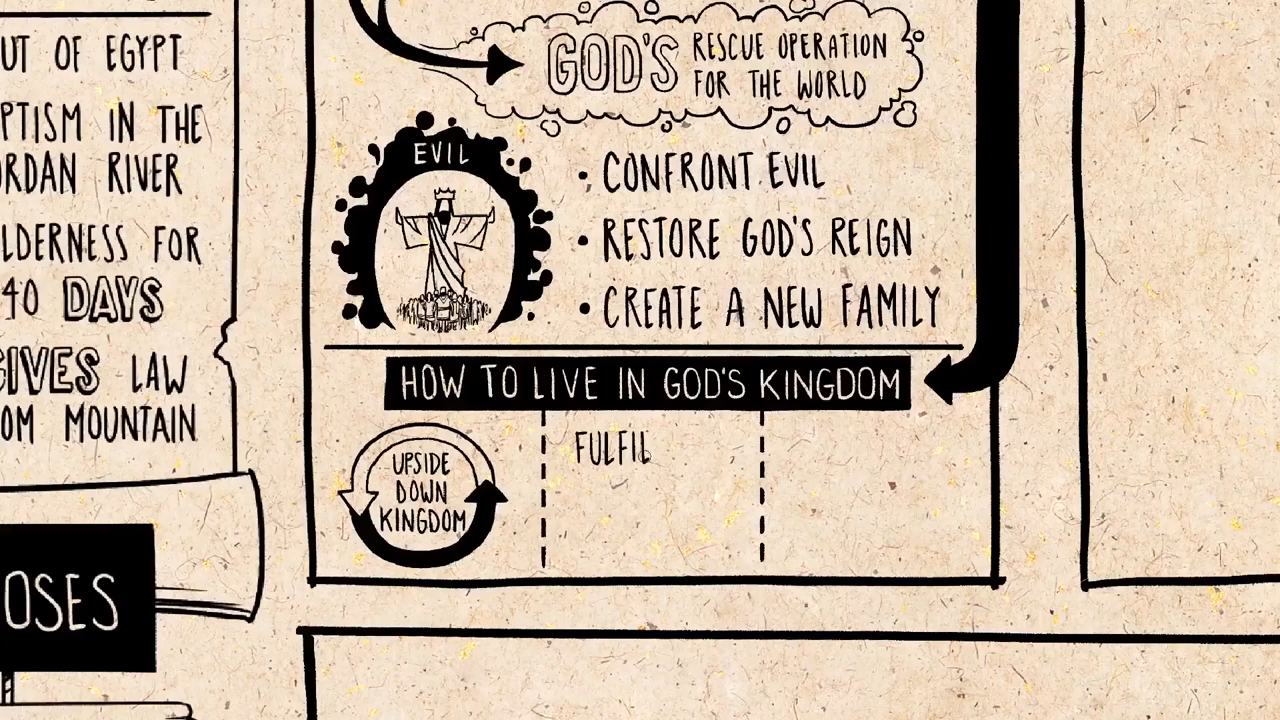 UT OF EGYPT
PTISM IN THE
ORDAN RIVER
ILDERNESS FOR
40 DAYS
GIVES LAW
OM MOUNTAIN
OSES
GOD'S RESCUE OPERATION
FOR THE WORLD
EVIL
• CONFRONT EVIL
• RESTORE GOD'S REIGN
• CREATE A NEW FAMILY
HOW TO LIVE IN GOD'S KINGDOM
UPSIDE
DOWN
KINGDOM
FULFIL